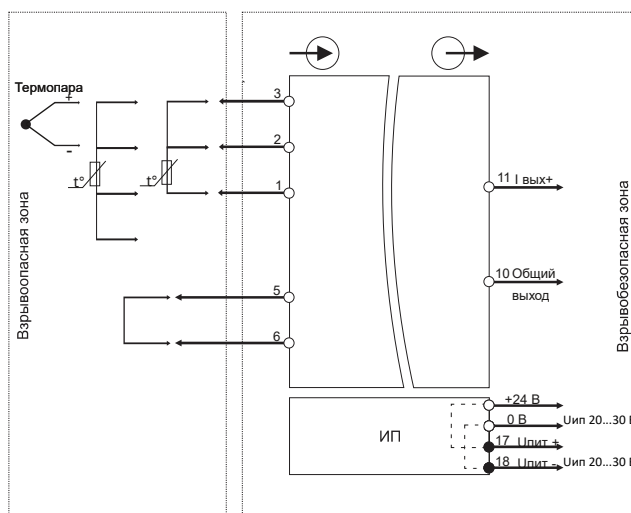 Термопара
+
-
t°
t°
3
2
1
5
6
11 I вых+
10 Общий
выход
Взрывоопасная зона
Взрывобезопасная зона
ИП
+24 В
0 В Uип 20...30 В
17 Uпит +
18 Uпит - Uип 20...30 В